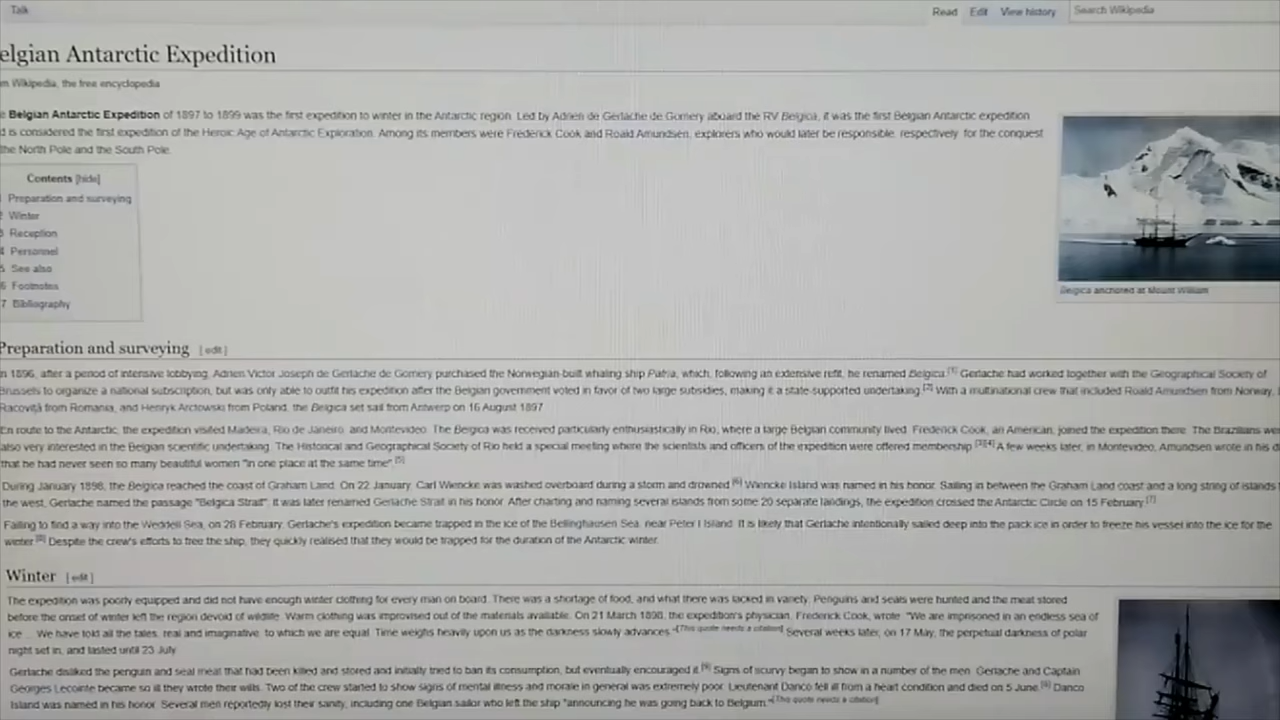 Talk
Read Edit View history Search Wikipedia
elgian Antarctic Expedition
m Wikipedia, the free encyclopedia
e Belgian Antarctic Expedition of 1897 to 1899 was the first expedition to winter in the Antarctic region. Led by Adrien de Gerlache de Gomery aboard the RV Belgica, it was the first Belgian Antarctic expedition
d is considered the first expedition of the Heroic Age of Antarctic Exploration. Among its members were Frederick Cook and Roald Amundsen, explorers who would later be responsible, respectively, for the conquest
the North Pole and the South Pole.
Contents [hide]
1 Preparation and surveying
2 Winter
3 Reception
4 Personnel
5 See also
6 Footnotes
7 Bibliography
Belgica anchored at Mount William
Preparation and surveying [edit]
n 1896, after a period of intensive lobbying, Adrien Victor Joseph de Gerlache de Gomery purchased the Norwegian-built whaling ship Patria, which, following an extensive refit, he renamed Belgica.[1] Gerlache had worked together with the Geographical Society of
Brussels to organize a national subscription, but was only able to outfit his expedition after the Belgian government voted in favor of two large subsidies, making it a state-supported undertaking.[2] With a multinational crew that included Roald Amundsen from Norway,
Racoviță from Romania, and Henryk Arctowski from Poland, the Belgica set sail from Antwerp on 16 August 1897
En route to the Antarctic, the expedition visited Madeira, Rio de Janeiro, and Montevideo. The Belgica was received particularly enthusiastically in Rio, where a large Belgian community lived. Frederick Cook, an American, joined the expedition there. The Brazilians we
also very interested in the Belgian scientific undertaking. The Historical and Geographical Society of Rio held a special meeting where the scientists and officers of the expedition were offered membership.[3][4] A few weeks later, in Montevideo, Amundsen wrote in his d
that he had never seen so many beautiful women "in one place at the same time".[5]
During January 1898, the Belgica reached the coast of Graham Land. On 22 January, Carl Wiencke was washed overboard during a storm and drowned.[6] Wiencke Island was named in his honor. Sailing in between the Graham Land coast and a long string of islands
the west, Gerlache named the passage "Belgica Strait", it was later renamed Gerlache Strait in his honor. After charting and naming several islands from some 20 separate landings, the expedition crossed the Antarctic Circle on 15 February.[7]
Failing to find a way into the Weddell Sea, on 28 February, Gerlache's expedition became trapped in the ice of the Bellinghausen Sea, near Peter I Island. It is likely that Gerlache intentionally sailed deep into the pack ice in order to freeze his vessel into the ice for the
winter.[8] Despite the crew's efforts to free the ship, they quickly realised that they would be trapped for the duration of the Antarctic winter.
Winter [edit]
The expedition was poorly equipped and did not have enough winter clothing for every man on board. There was a shortage of food, and what there was lacked in variety. Penguins and seals were hunted and the meat stored
before the onset of winter left the region devoid of wildlife. Warm clothing was improvised out of the materials available. On 21 March 1898, the expedition's physician, Frederick Cook, wrote: "We are imprisoned in an endless sea of
ice ... We have told all the tales, real and imaginative, to which we are equal. Time weighs heavily upon us as the darkness slowly advances."[This quote needs a citation] Several weeks later, on 17 May, the perpetual darkness of polar
night set in, and lasted until 23 July.
Gerlache disliked the penguin and seal meat that had been killed and stored and initially tried to ban its consumption, but eventually encouraged it.[9] Signs of scurvy began to show in a number of the men. Gerlache and Captain
Georges Lecointe became so ill they wrote their wills. Two of the crew started to show signs of mental illness and morale in general was extremely poor. Lieutenant Danco fell ill from a heart condition and died on 5 June.[6] Danco
Island was named in his honor. Several men reportedly lost their sanity, including one Belgian sailor who left the ship "announcing he was going back to Belgium."[This quote needs a citation]